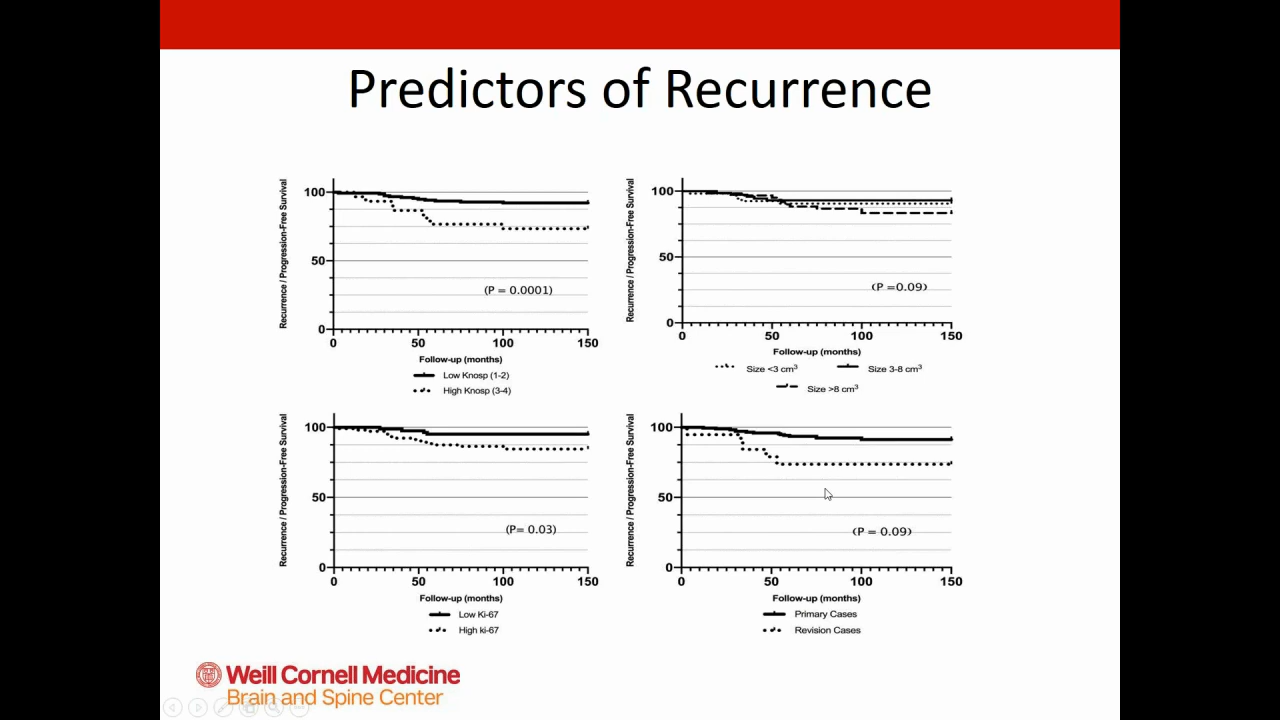 Predictors of Recurrence
Recurrence / Progression-Free Survival
100
50
0
0 50 100 150
(P = 0.0001)
Follow-up (months)
Low Knosp (1-2)
High Knosp (3-4)
Recurrence / Progression-Free Survival
100
50
0
0 50 100 150
(P =0.09)
Follow-up (months)
Size <3 cm³ Size 3-8 cm³
Size >8 cm³
Recurrence / Progression-Free Survival
100
50
0
0 50 100 150
(P= 0.03)
Follow-up (months)
Low Ki-67
High ki-67
Recurrence / Progression-Free Survival
100
50
0
0 50 100 150
(P = 0.09)
Follow-up (months)
Primary Cases
Revision Cases
Weill Cornell Medicine
Brain and Spine Center